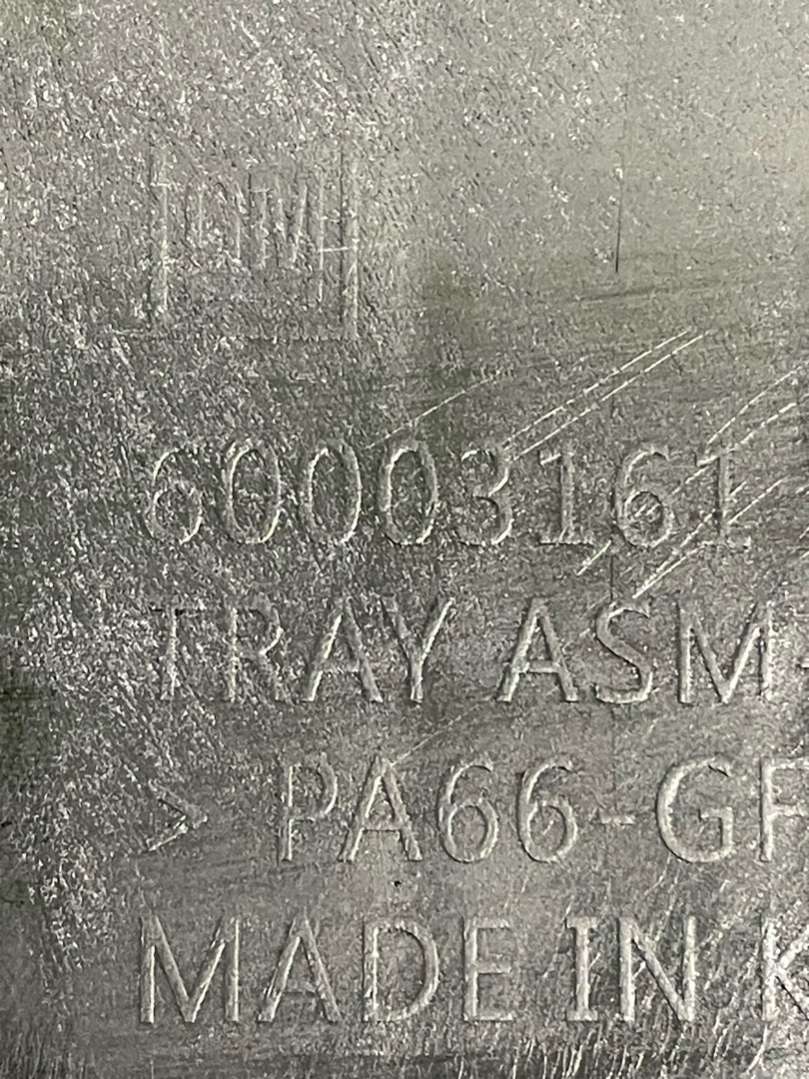 60003161
TRAY ASM
> PA66-GF
MADE IN K